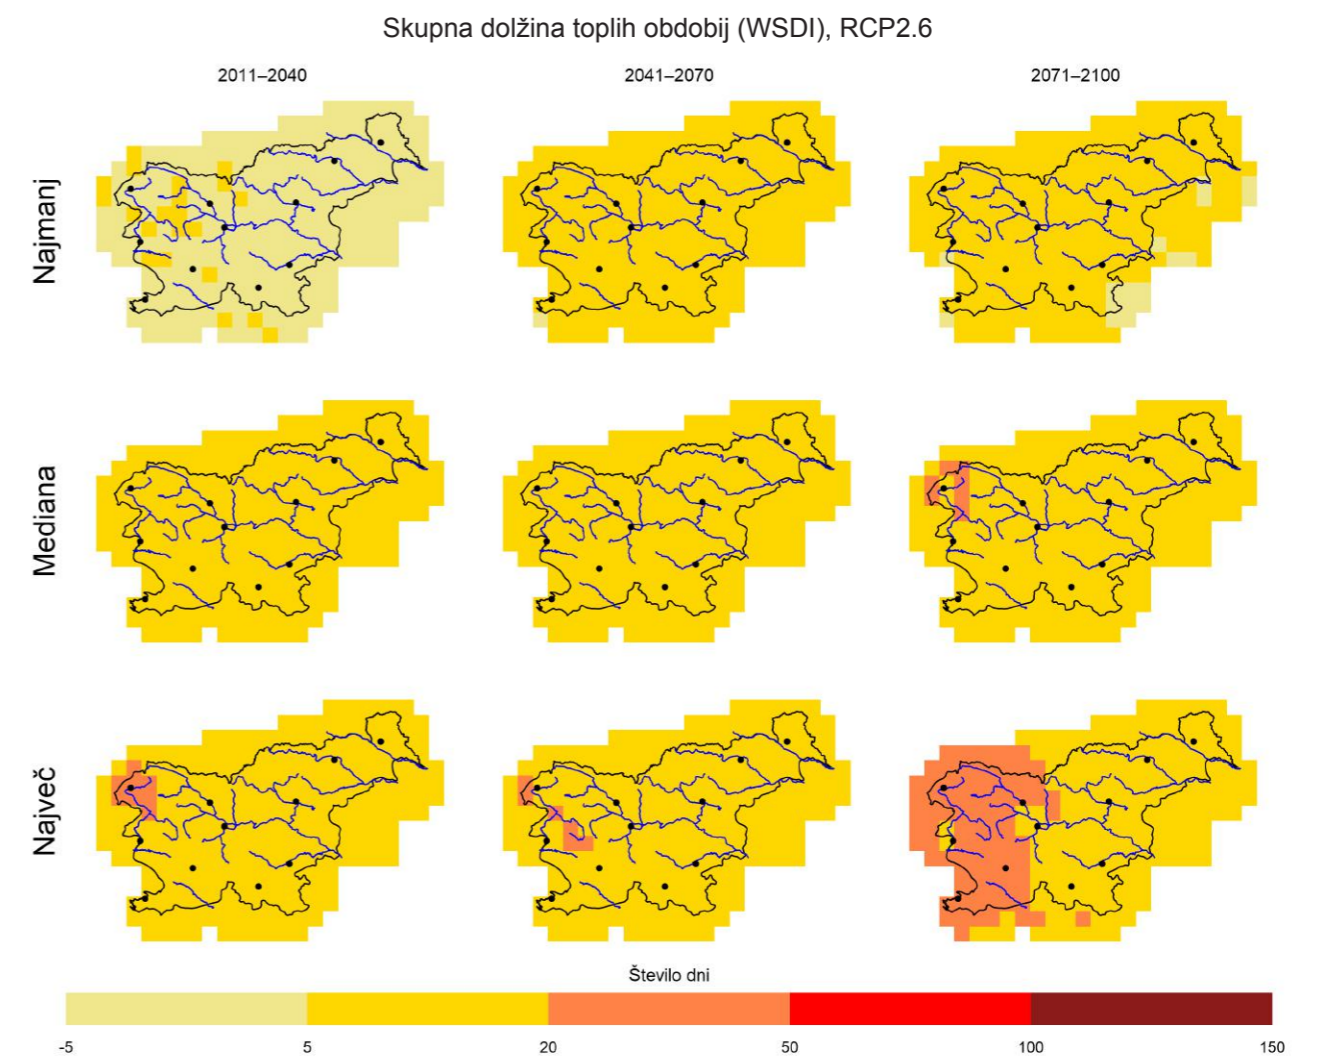 Skupna dolžina toplih obdobij (WSDI), RCP2.6
2011–2040 2041–2070 2071–2100
Najmanj
Mediana
Največ
Število dni
-5 5 20 50 100 150